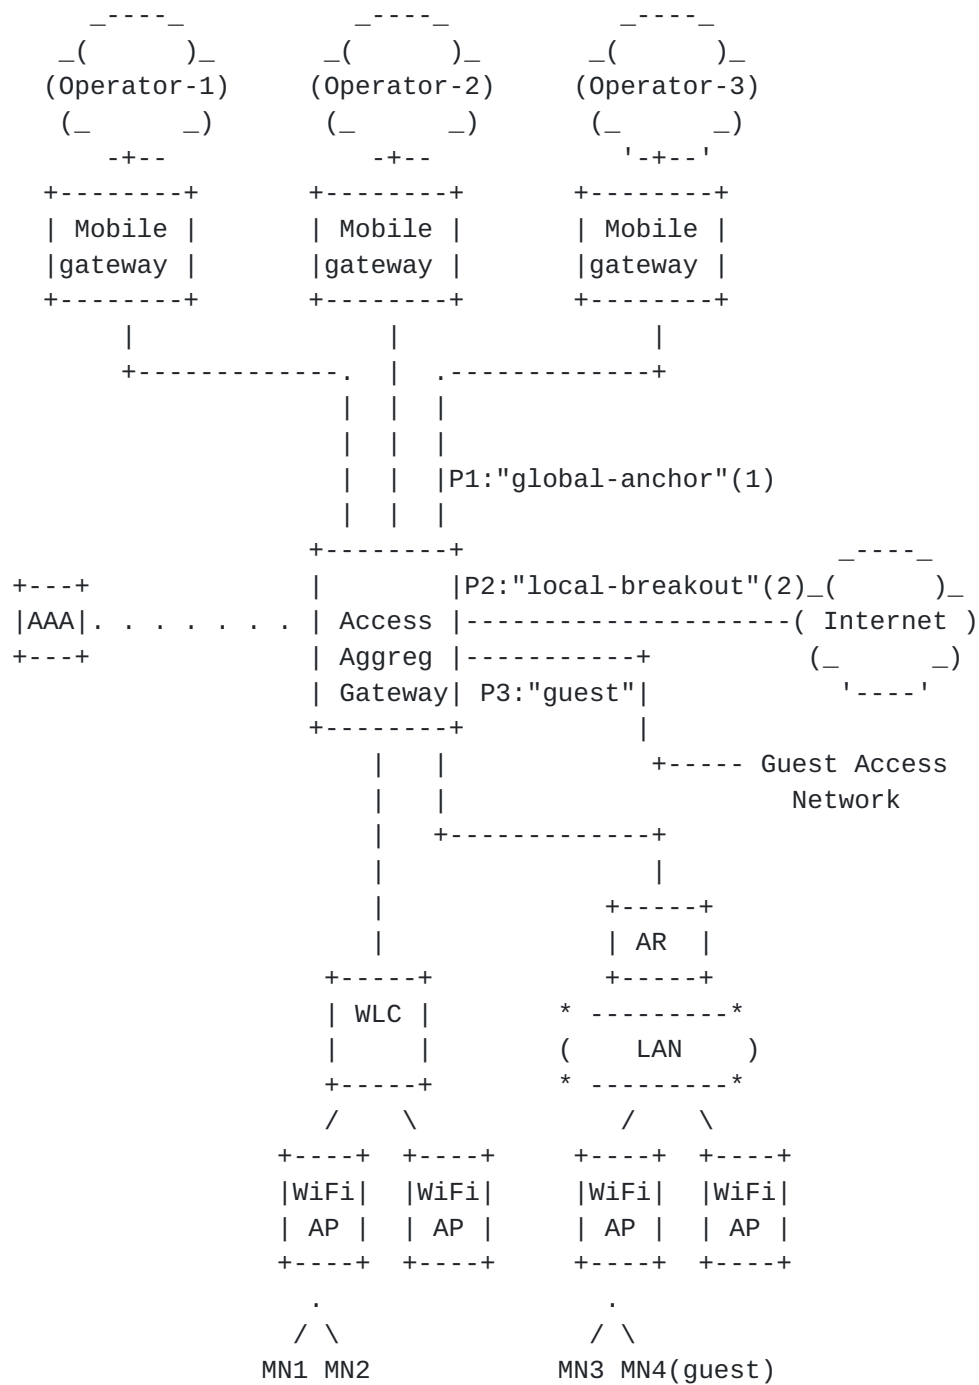 (Operator-1) (Operator-2) (Operator-3)
| Mobile | | Mobile | | Mobile |
|gateway | |gateway | |gateway |
P1:"global-anchor"(1)
P2:"local-breakout"(2)
|AAA|. . . . . . . | Access |---------------------( Internet )
| Aggreg |
| Gateway| P3:"guest"|
+----- Guest Access
Network
| AR |
| WLC |
( LAN )
|WiFi| |WiFi| |WiFi| |WiFi|
| AP | | AP | | AP | | AP |
MN1 MN2 MN3 MN4(guest)